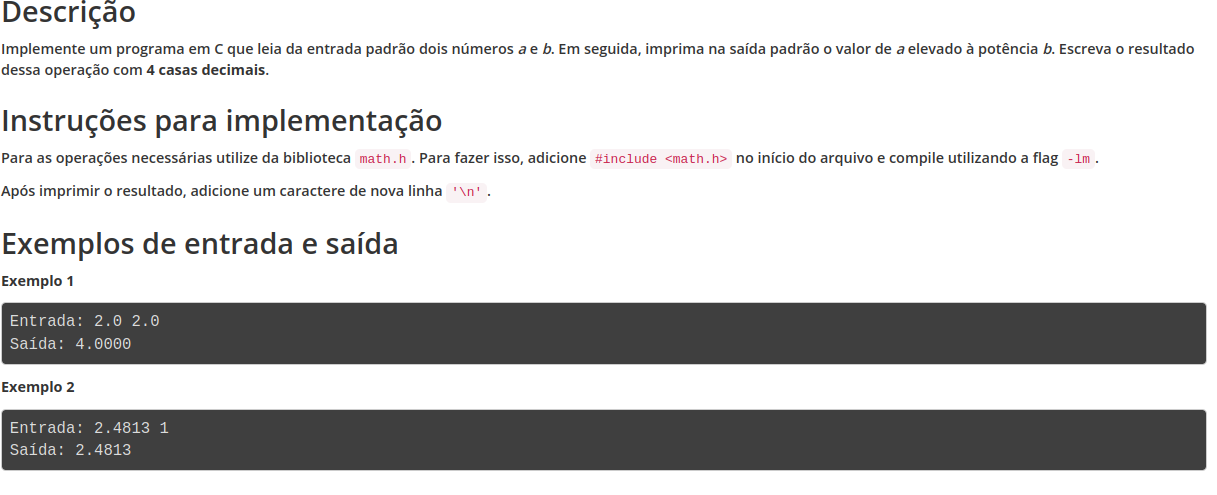 Descrição
Implemente um programa em C que leia da entrada padrão dois números a e b. Em seguida, imprima na saída padrão o valor de a elevado à potência b. Escreva o resultado
dessa operação com 4 casas decimais.
Instruções para implementação
Para as operações necessárias utilize da biblioteca math.h. Para fazer isso, adicione #include <math.h> no início do arquivo e compile utilizando a flag -lm.
Após imprimir o resultado, adicione um caractere de nova linha '\n'.
Exemplos de entrada e saída
Exemplo 1
Entrada: 2.0 2.0
Saída: 4.0000
Exemplo 2
Entrada: 2.4813 1
Saída: 2.4813